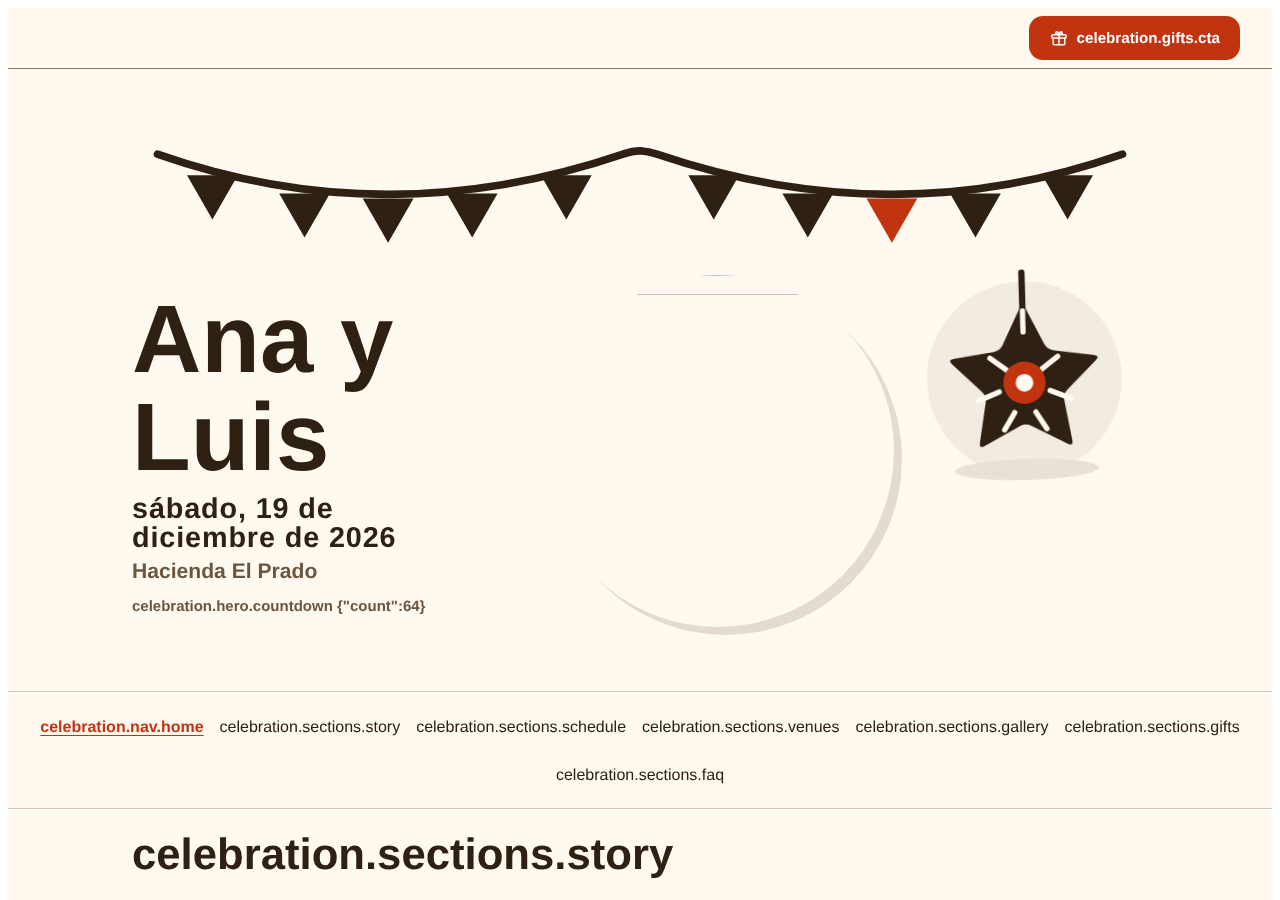 celebration.gifts.cta
Ana y
Luis
sábado, 19 de
diciembre de 2026
Hacienda El Prado
celebration.hero.countdown {"count":64}
celebration.nav.home celebration.sections.story celebration.sections.schedule celebration.sections.venues celebration.sections.gallery celebration.sections.gifts
celebration.sections.faq
celebration.sections.story